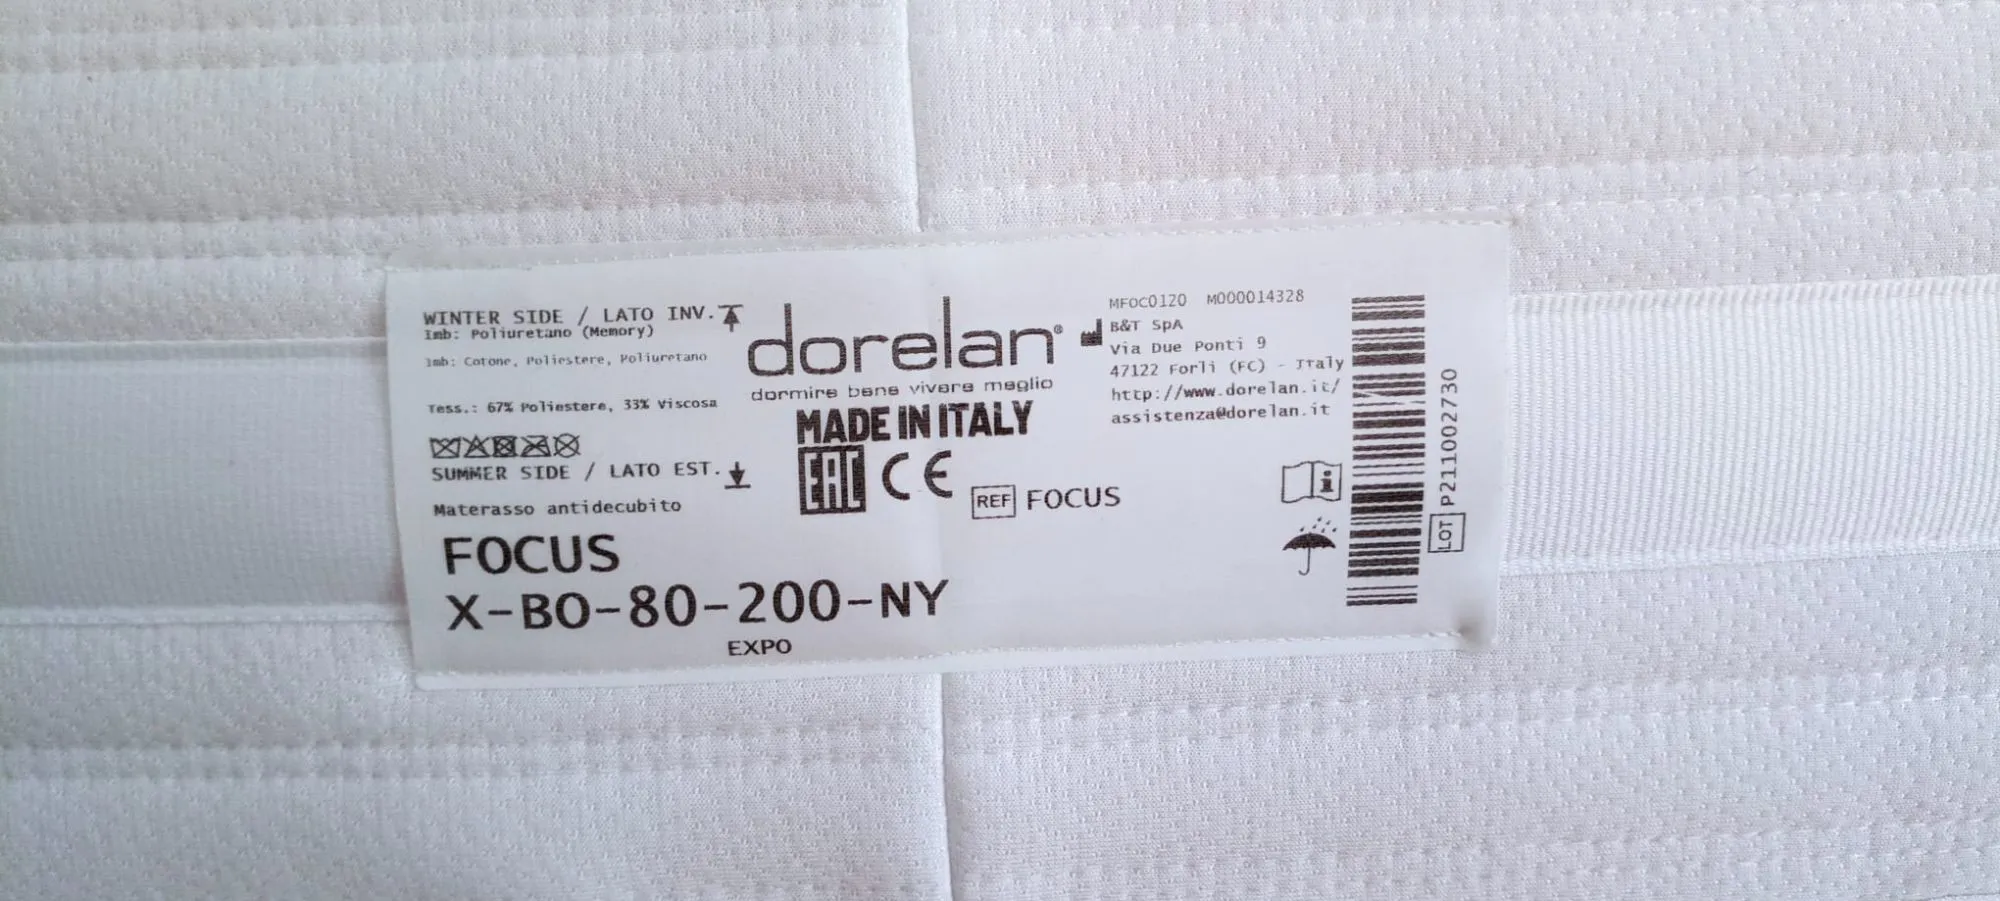 WINTER SIDE / LATO INV.
Imb: Poliuretano (Memory)
Imb: Cotone, Poliestere, Poliuretano
Tess.: 67% Poliestere, 33% Viscosa
SUMMER SIDE / LATO EST.
Materasso antidecubito
FOCUS
X-BO-80-200-NY
EXPO
dorelan®
dormire bene vivere meglio
MADE IN ITALY
EAC CE
REF FOCUS
MFOC0120 M000014328
B&T SpA
Via Due Ponti 9
47122 Forli (FC) - Italy
http://www.dorelan.it/
assistenza@dorelan.it
LOT P211002730